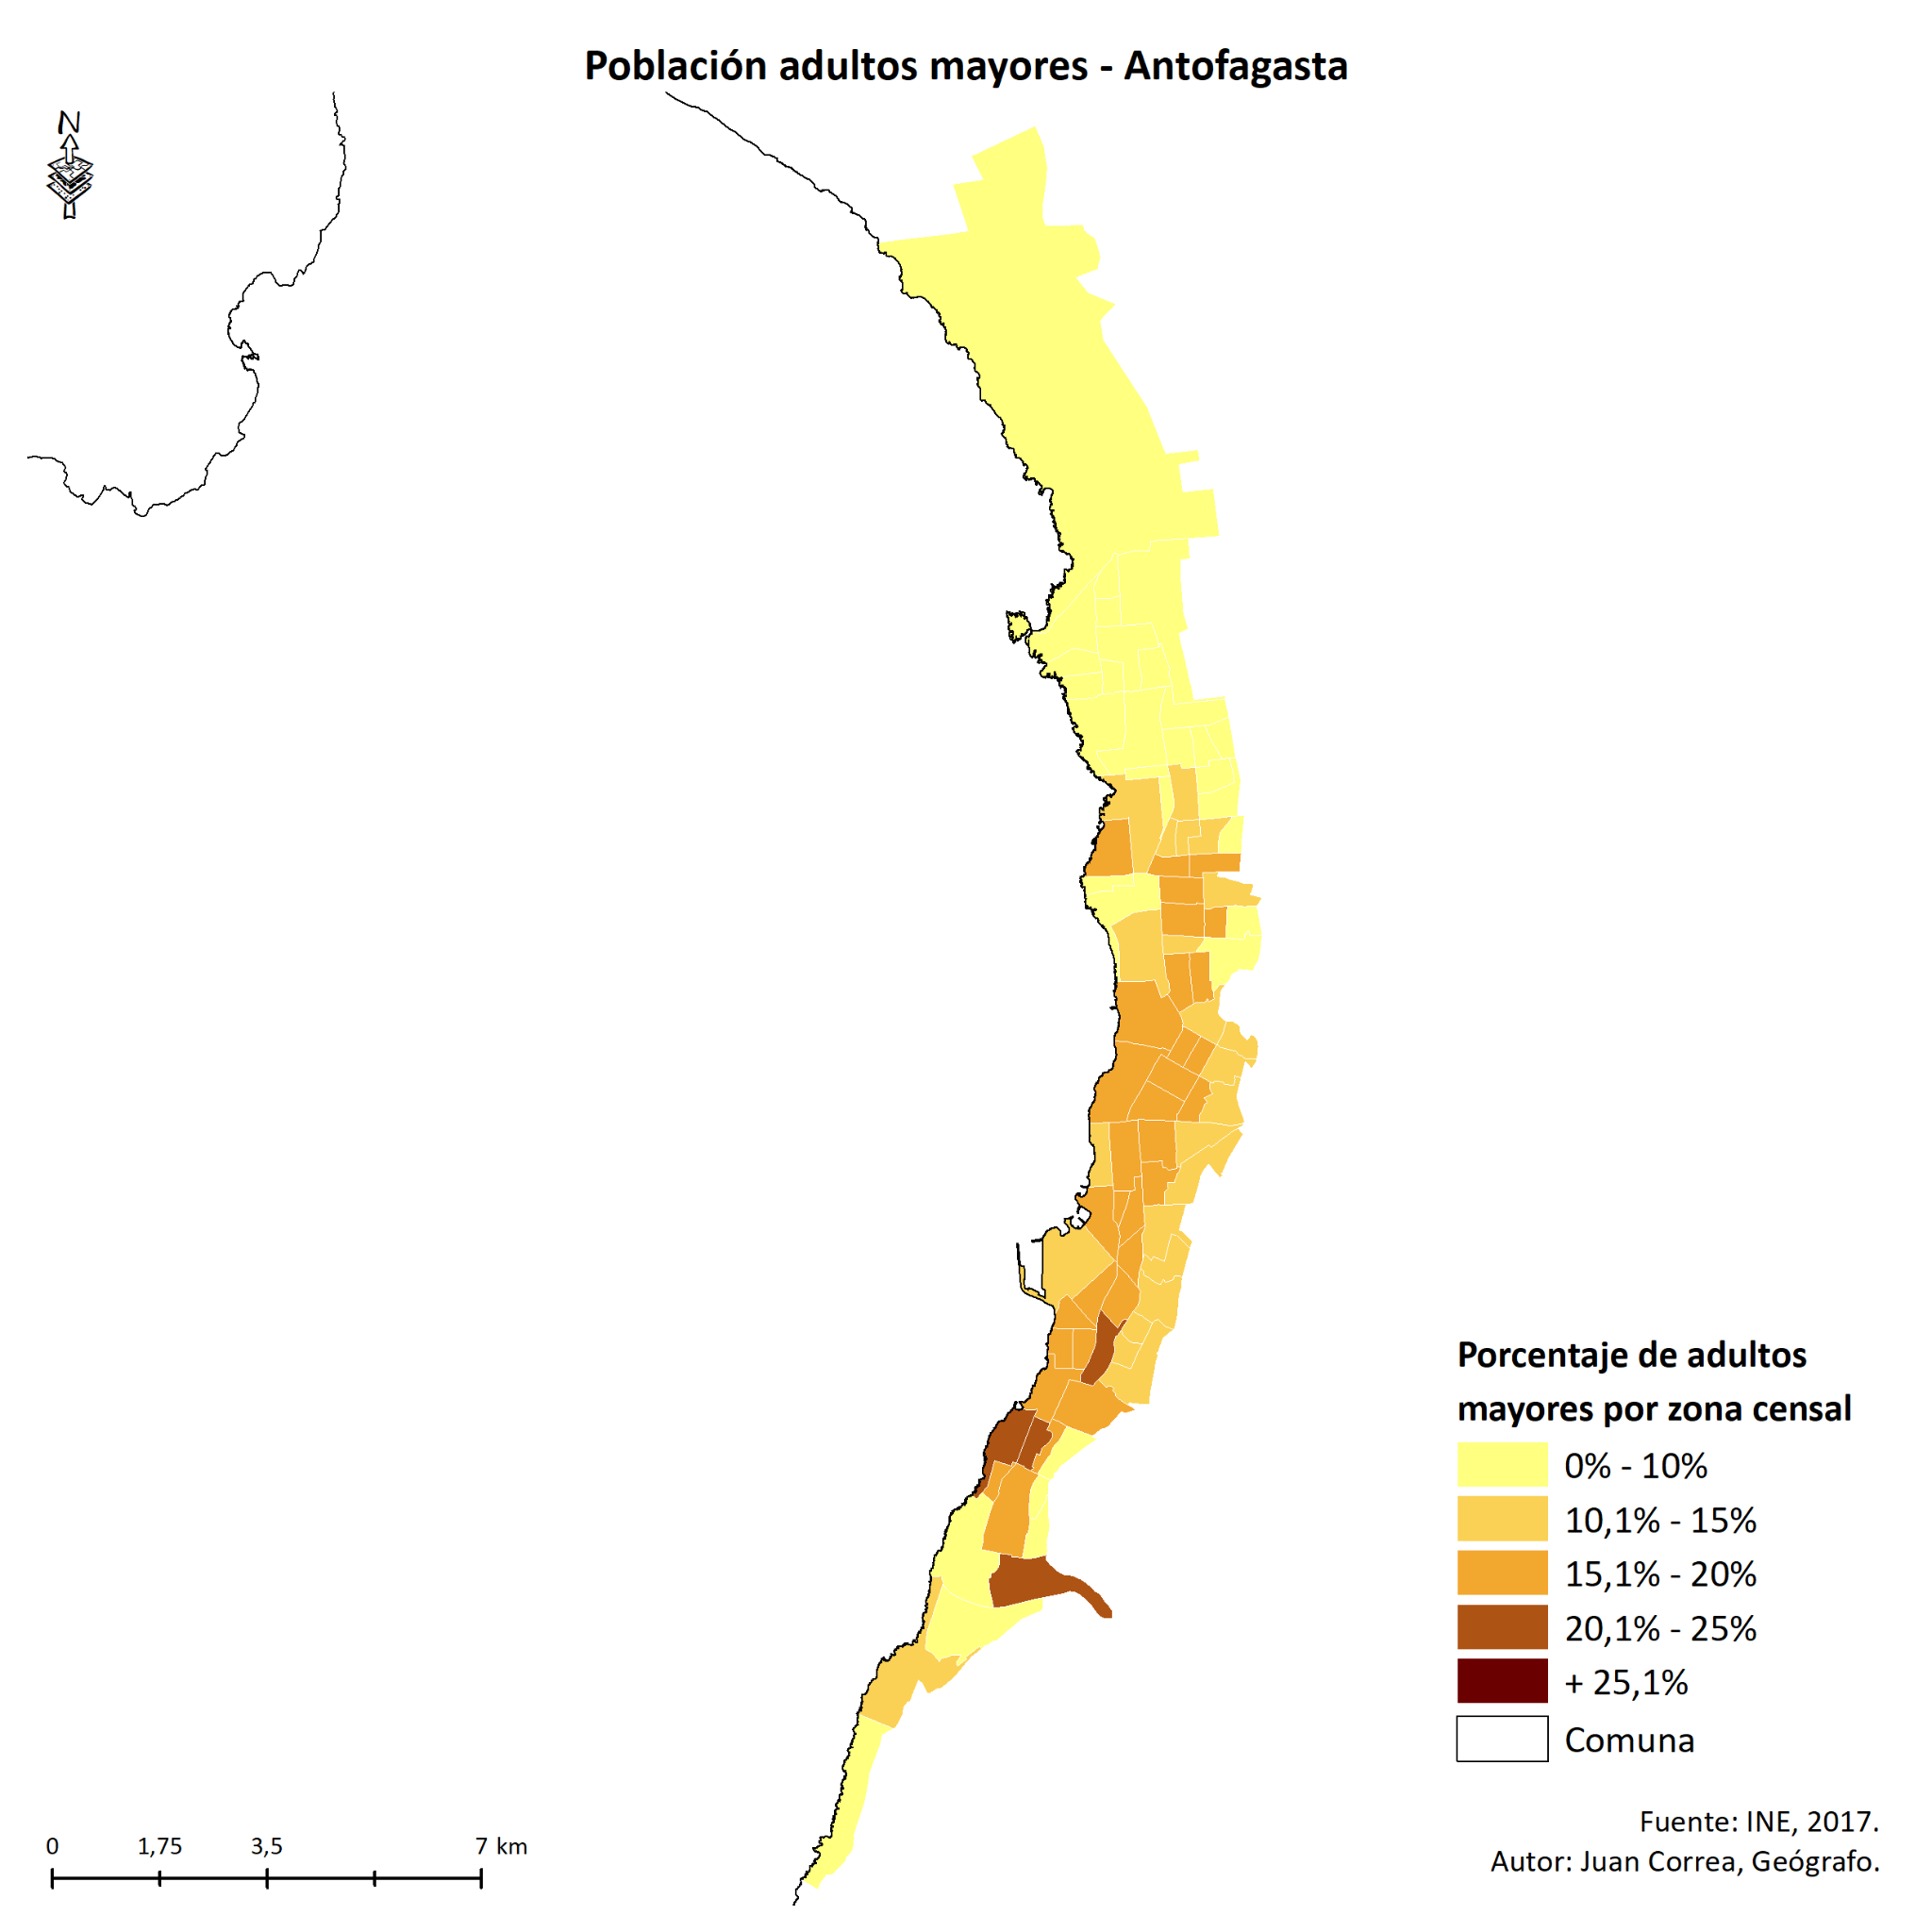 Población adultos mayores - Antofagasta
N
Porcentaje de adultos
mayores por zona censal
0% - 10%
10,1% - 15%
15,1% - 20%
20,1% - 25%
+ 25,1%
Comuna
0 1,75 3,5 7 km
Fuente: INE, 2017.
Autor: Juan Correa, Geógrafo.